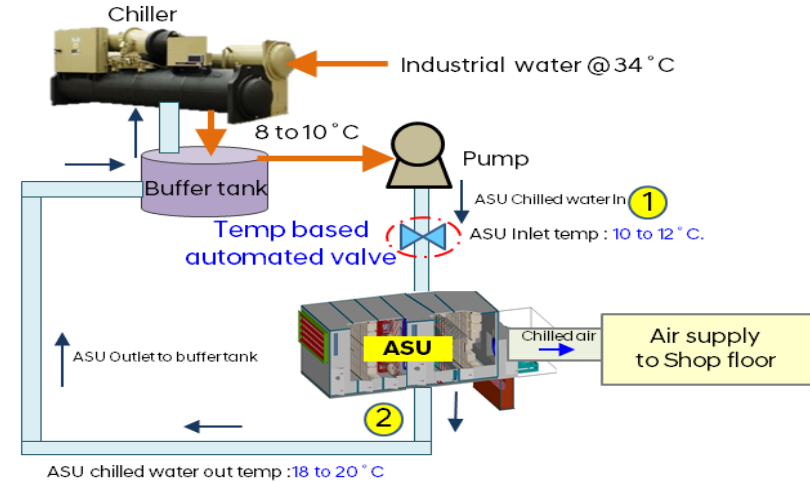 Chiller
Industrial water @ 34˚C
8 to 10˚C
Buffer tank
Pump
ASU Chilled water In
1
Temp based
automated valve
ASU Inlet temp : 10 to 12˚C.
ASU
Chilled air
Air supply
to Shop floor
ASU Outlet to buffer tank
2
ASU chilled water out temp :18 to 20˚C